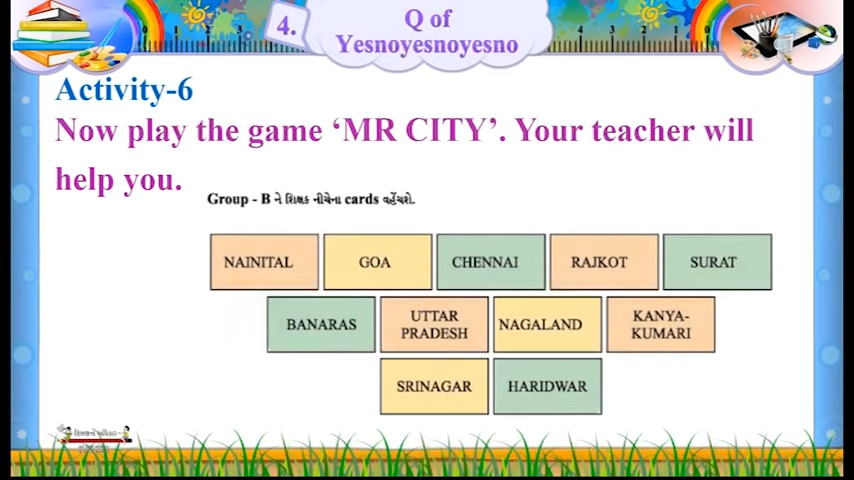 4.
Q of
Yesnoyesnoyesno
Activity-6
Now play the game ‘MR CITY’. Your teacher will
help you.
Group - B ને શિક્ષક નીચેના cards વહેંચશે.
NAINITAL GOA CHENNAI RAJKOT SURAT
BANARAS UTTAR PRADESH NAGALAND KANYA-KUMARI
SRINAGAR HARIDWAR